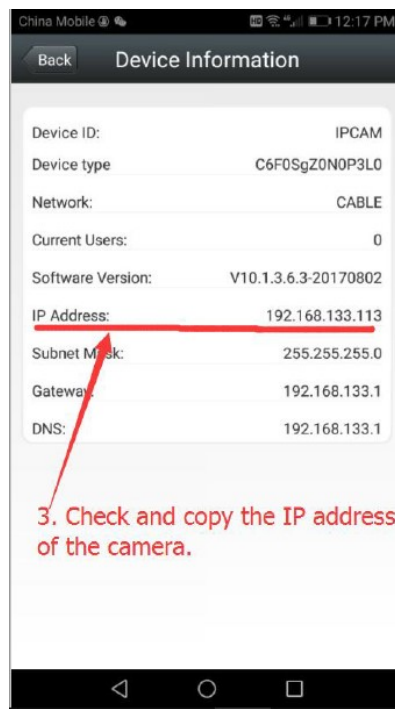 China Mobile 12:17 PM
Back Device Information
Device ID: IPCAM
Device type C6F0SgZ0N0P3L0
Network: CABLE
Current Users: 0
Software Version: V10.1.3.6.3-20170802
IP Address: 192.168.133.113
Subnet Mask: 255.255.255.0
Gateway: 192.168.133.1
DNS: 192.168.133.1
3. Check and copy the IP address
of the camera.